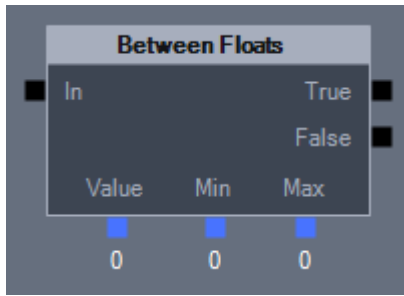 Between Floats
In True
False
Value Min Max
0 0 0